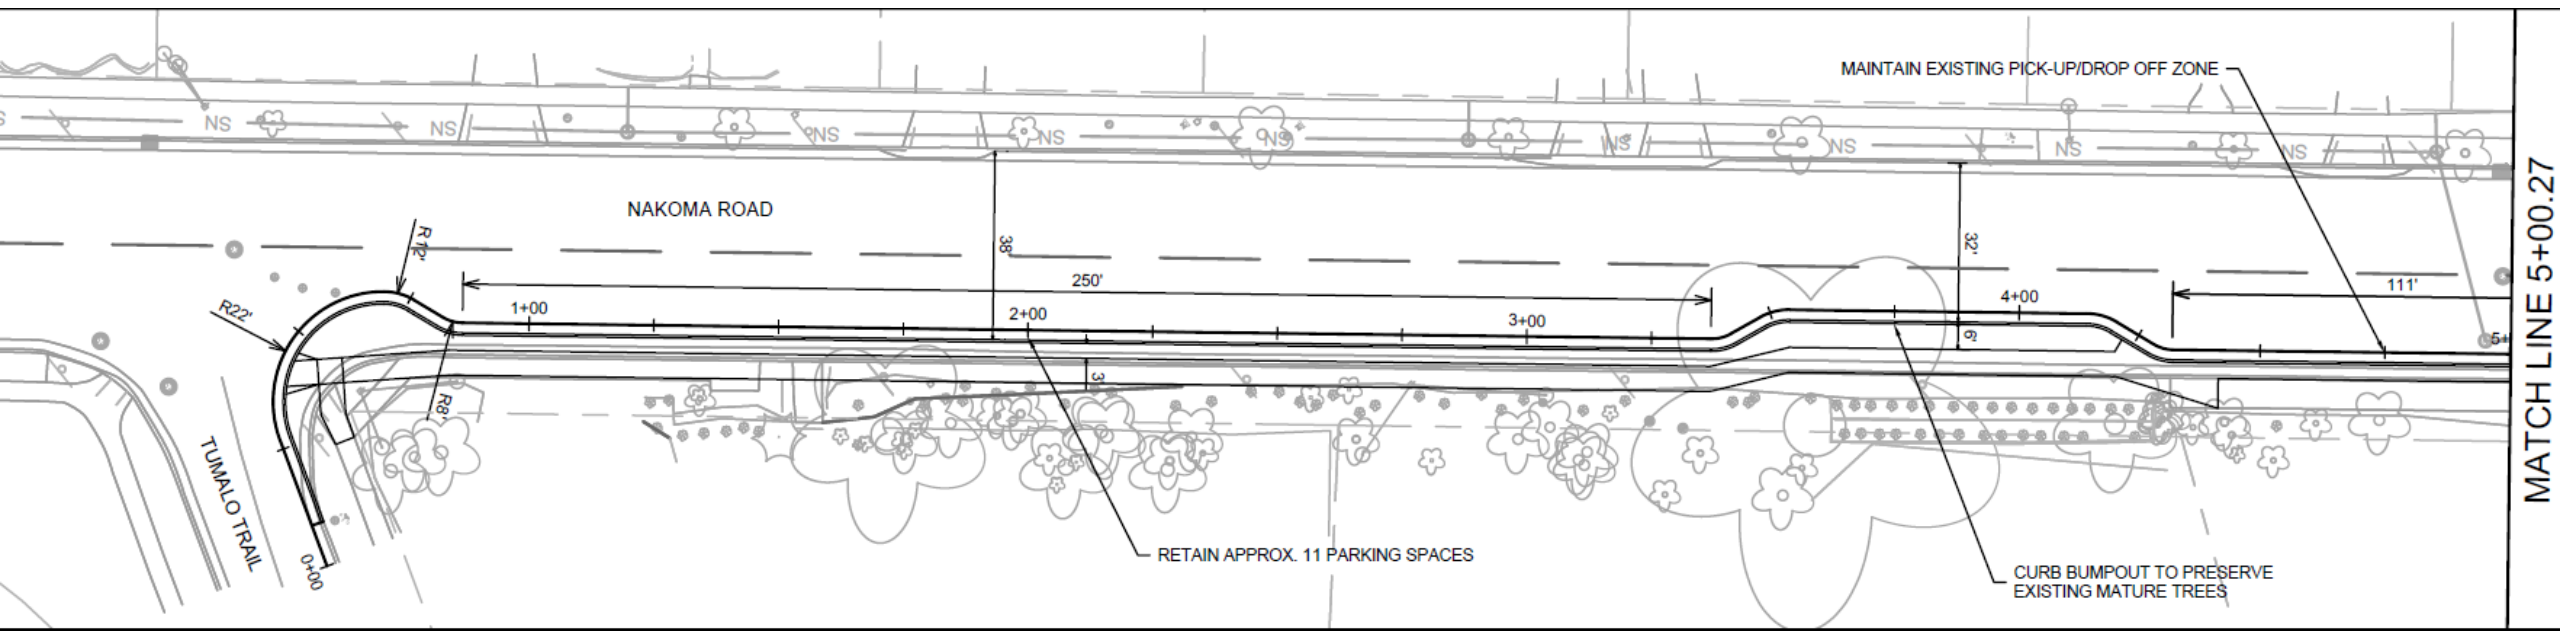 MAINTAIN EXISTING PICK-UP/DROP OFF ZONE
NS
NS
NS
NS
NS
NS
NS
NS
NS
NAKOMA ROAD
38'
32'
R12'
R22'
R8'
250'
111'
1+00
2+00
3+00
4+00
5+
6'
3'
TUMALO TRAIL
0+00
RETAIN APPROX. 11 PARKING SPACES
CURB BUMPOUT TO PRESERVE
EXISTING MATURE TREES
MATCH LINE 5+00.27